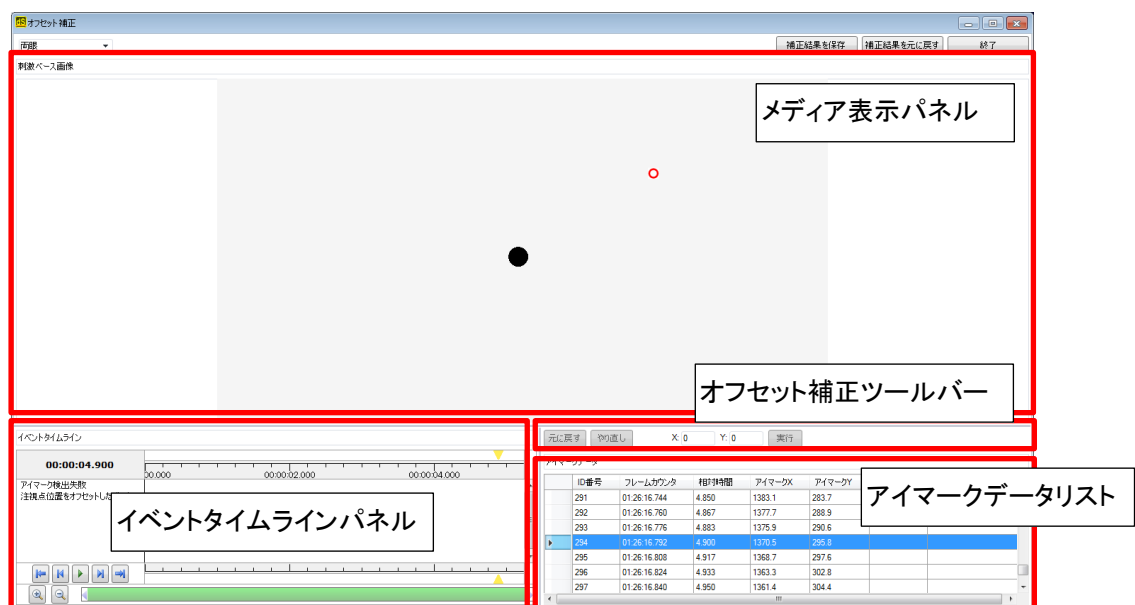 オフセット補正
両眼
補正結果を保存 補正結果を元に戻す 終了
刺激ベース画像
メディア表示パネル
オフセット補正ツールバー
イベントタイムライン
元に戻す やり直し X: 0 Y: 0 実行
00:00:04.900
00.000 00:00:02.000 00:00:04.000
アイマーク検出失敗
注視点位置をオフセットした
イベントタイムラインパネル
アイマークデータリスト
ID番号 フレームカウンタ 相対時間 アイマークX アイマークY
291 01:26:16.744 4.850 1383.1 283.7
292 01:26:16.760 4.867 1377.7 288.9
293 01:26:16.776 4.883 1375.9 290.6
294 01:26:16.792 4.900 1370.5 295.8
295 01:26:16.808 4.917 1368.7 297.6
296 01:26:16.824 4.933 1363.3 302.8
297 01:26:16.840 4.950 1361.4 304.4